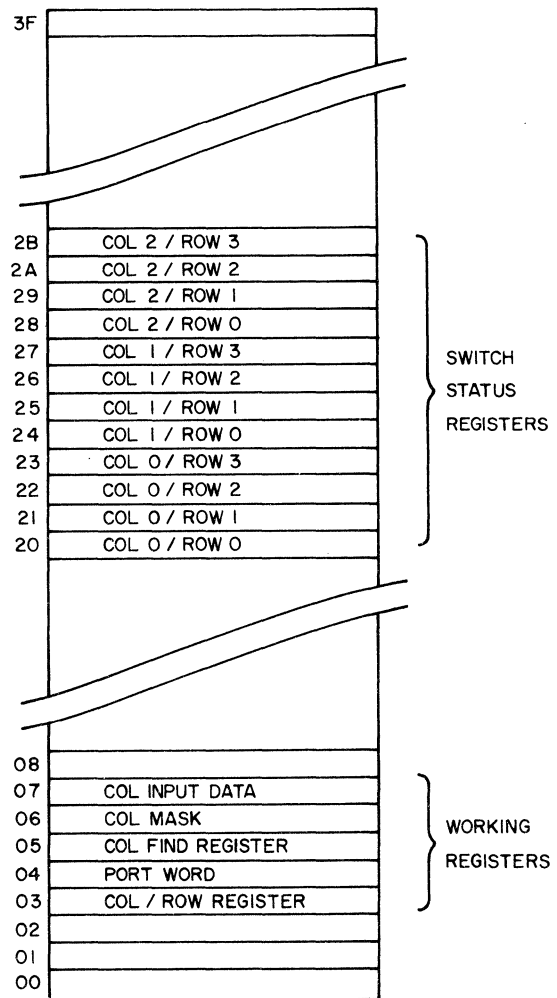 3F
2B COL 2 / ROW 3
2A COL 2 / ROW 2
29 COL 2 / ROW 1
28 COL 2 / ROW 0
27 COL 1 / ROW 3
26 COL 1 / ROW 2
25 COL 1 / ROW 1
24 COL 1 / ROW 0
23 COL 0 / ROW 3
22 COL 0 / ROW 2
21 COL 0 / ROW 1
20 COL 0 / ROW 0
SWITCH
STATUS
REGISTERS
08
07 COL INPUT DATA
06 COL MASK
05 COL FIND REGISTER
04 PORT WORD
03 COL / ROW REGISTER
02
01
00
WORKING
REGISTERS